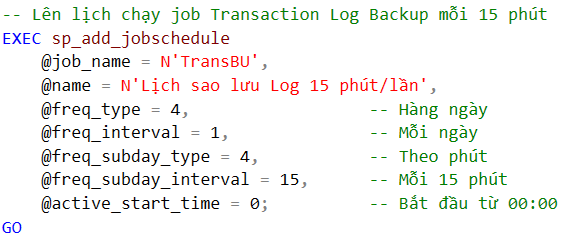 -- Lên lịch chạy job Transaction Log Backup mỗi 15 phút
EXEC sp_add_jobschedule
    @job_name = N'TransBU',
    @name = N'Lịch sao lưu Log 15 phút/lần',
    @freq_type = 4,                    -- Hàng ngày
    @freq_interval = 1,                -- Mỗi ngày
    @freq_subday_type = 4,             -- Theo phút
    @freq_subday_interval = 15,        -- Mỗi 15 phút
    @active_start_time = 0;            -- Bắt đầu từ 00:00
GO